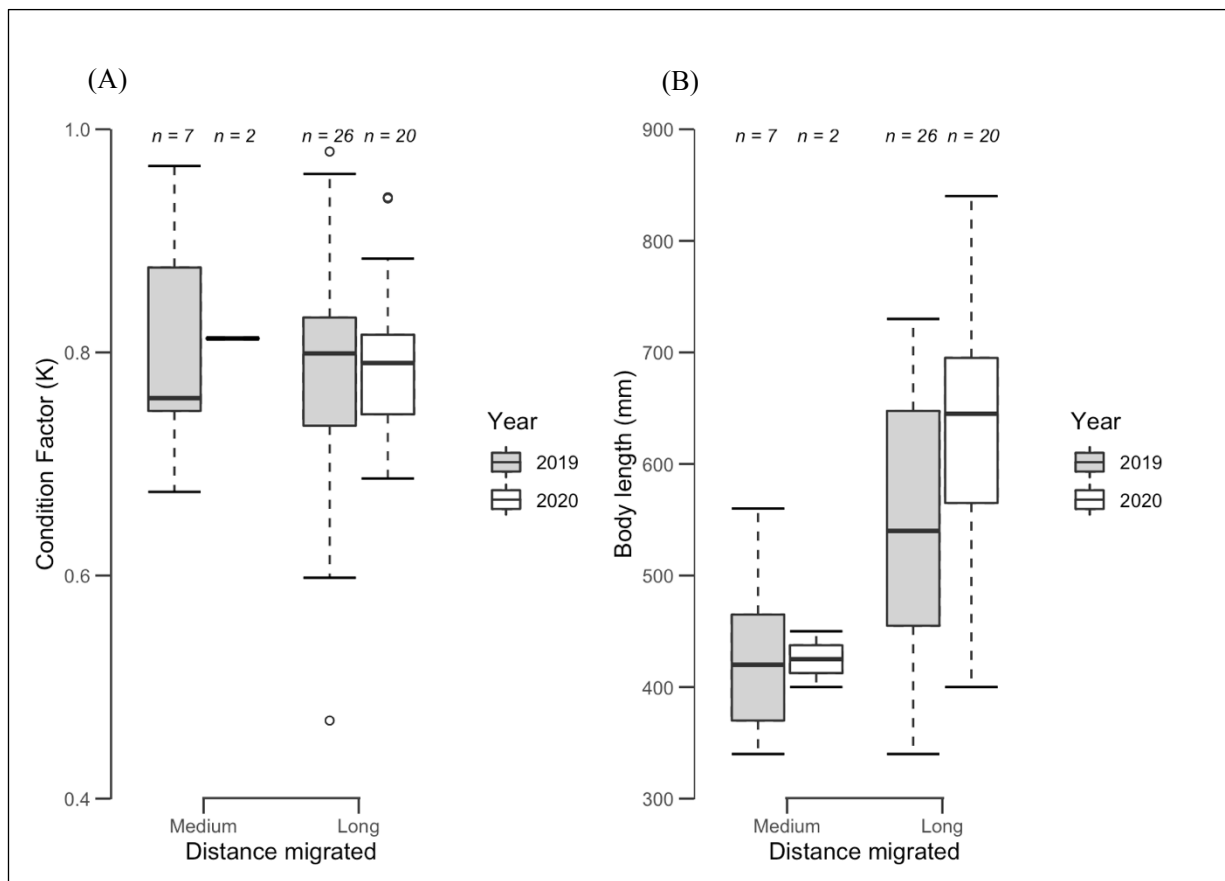 (A)
n = 7 n = 2 n = 26 n = 20
1.0
0.8
0.6
0.4
Condition Factor (K)
Medium Long
Distance migrated
Year
2019
2020
(B)
n = 7 n = 2 n = 26 n = 20
900
800
700
600
500
400
300
Body length (mm)
Medium Long
Distance migrated
Year
2019
2020